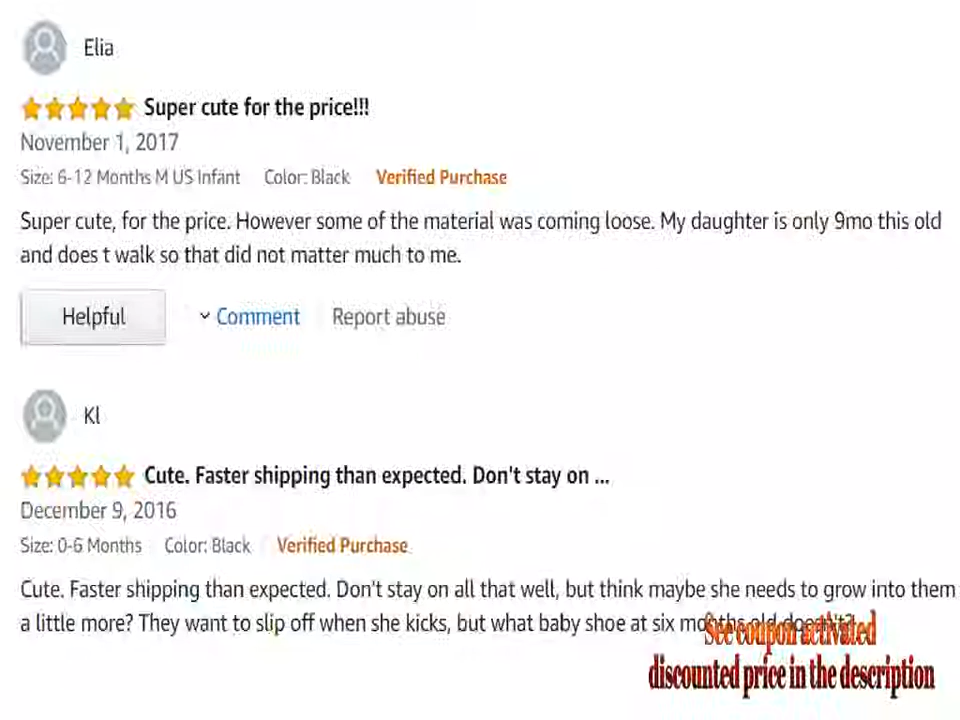 Elia
Super cute for the price!!!
November 1, 2017
Size: 6-12 Months M US Infant Color: Black Verified Purchase
Super cute, for the price. However some of the material was coming loose. My daughter is only 9mo this old
and does t walk so that did not matter much to me.
Helpful Comment Report abuse
Kl
Cute. Faster shipping than expected. Don't stay on ...
December 9, 2016
Size: 0-6 Months Color: Black Verified Purchase
Cute. Faster shipping than expected. Don't stay on all that well, but think maybe she needs to grow into them
a little more? They want to slip off when she kicks, but what baby shoe at six months old doesn't?
See coupon activated
discounted price in the description